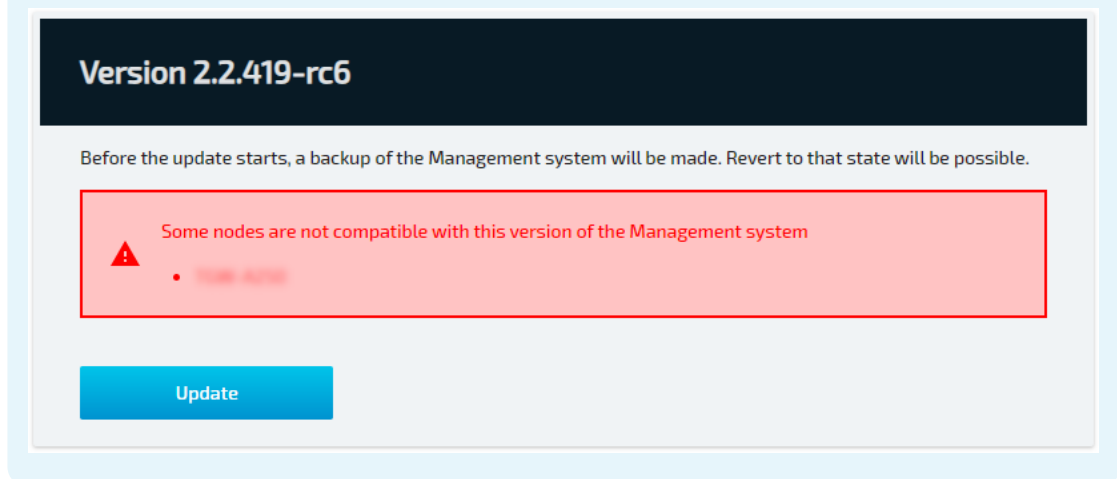 Version 2.2.419-rc6
Before the update starts, a backup of the Management system will be made. Revert to that state will be possible.
Some nodes are not compatible with this version of the Management system
Update